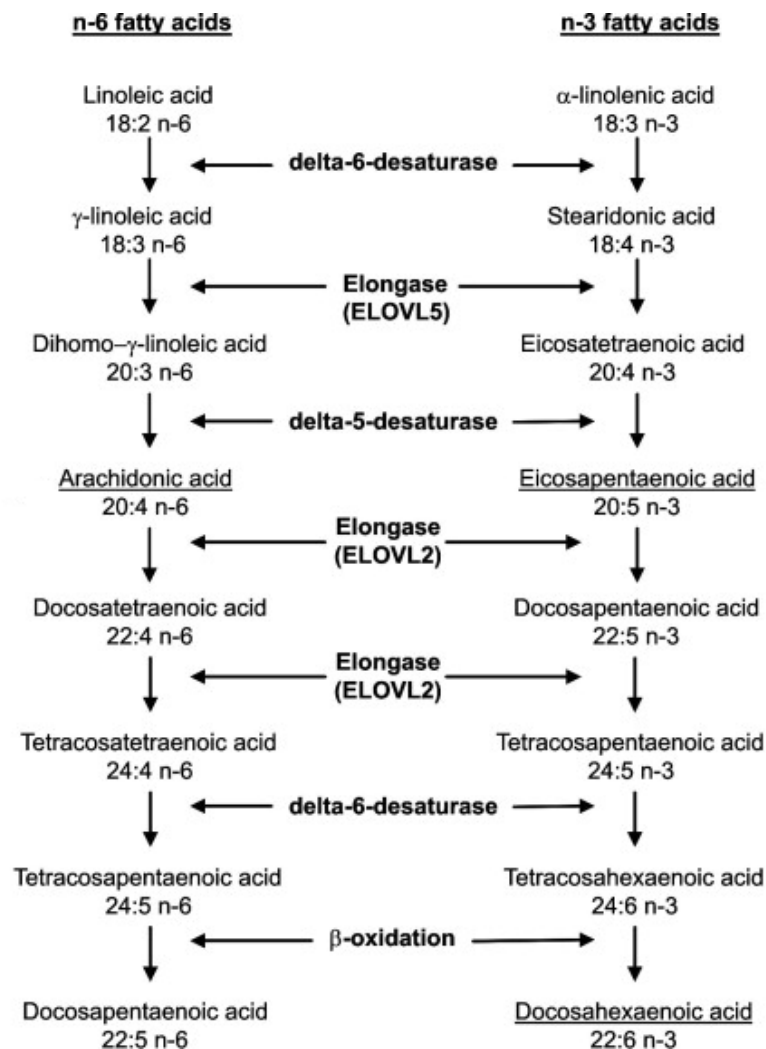 n-6 fatty acids
n-3 fatty acids
Linoleic acid
18:2 n-6
α-linolenic acid
18:3 n-3
delta-6-desaturase
γ-linoleic acid
18:3 n-6
Stearidonic acid
18:4 n-3
Elongase
(ELOVL5)
Dihomo–γ-linoleic acid
20:3 n-6
Eicosatetraenoic acid
20:4 n-3
delta-5-desaturase
Arachidonic acid
20:4 n-6
Eicosapentaenoic acid
20:5 n-3
Elongase
(ELOVL2)
Docosatetraenoic acid
22:4 n-6
Docosapentaenoic acid
22:5 n-3
Elongase
(ELOVL2)
Tetracosatetraenoic acid
24:4 n-6
Tetracosapentaenoic acid
24:5 n-3
delta-6-desaturase
Tetracosapentaenoic acid
24:5 n-6
Tetracosahexaenoic acid
24:6 n-3
β-oxidation
Docosapentaenoic acid
22:5 n-6
Docosahexaenoic acid
22:6 n-3